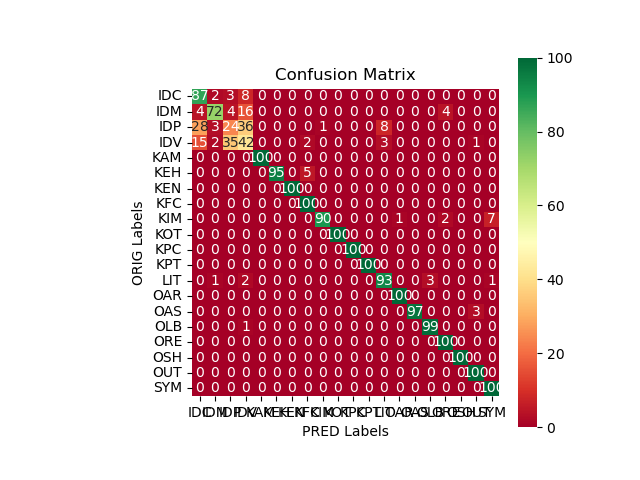 Confusion Matrix
IDC 87 2 3 8 0 0 0 0 0 0 0 0 0 0 0 0 0 0 0 0
IDM 4 72 4 16 0 0 0 0 0 0 0 0 0 0 0 0 4 0 0 0
IDP 28 3 24 36 0 0 0 0 1 0 0 0 8 0 0 0 0 0 0 0
IDV 15 2 35 42 0 0 0 2 0 0 0 0 3 0 0 0 0 0 1 0
KAM 0 0 0 0 100 0 0 0 0 0 0 0 0 0 0 0 0 0 0 0
KEH 0 0 0 0 0 95 0 5 0 0 0 0 0 0 0 0 0 0 0 0
KEN 0 0 0 0 0 0 100 0 0 0 0 0 0 0 0 0 0 0 0 0
KFC 0 0 0 0 0 0 0 100 0 0 0 0 0 0 0 0 0 0 0 0
KIM 0 0 0 0 0 0 0 0 90 0 0 0 0 1 0 0 2 0 0 7
KOT 0 0 0 0 0 0 0 0 0 100 0 0 0 0 0 0 0 0 0 0
KPC 0 0 0 0 0 0 0 0 0 0 100 0 0 0 0 0 0 0 0 0
KPT 0 0 0 0 0 0 0 0 0 0 0 100 0 0 0 0 0 0 0 0
LIT 0 1 0 2 0 0 0 0 0 0 0 0 93 0 0 3 0 0 0 1
OAR 0 0 0 0 0 0 0 0 0 0 0 0 0 100 0 0 0 0 0 0
OAS 0 0 0 0 0 0 0 0 0 0 0 0 0 0 97 0 0 0 3 0
OLB 0 0 0 1 0 0 0 0 0 0 0 0 0 0 0 99 0 0 0 0
ORE 0 0 0 0 0 0 0 0 0 0 0 0 0 0 0 0 100 0 0 0
OSH 0 0 0 0 0 0 0 0 0 0 0 0 0 0 0 0 0 100 0 0
OUT 0 0 0 0 0 0 0 0 0 0 0 0 0 0 0 0 0 0 100 0
SYM 0 0 0 0 0 0 0 0 0 0 0 0 0 0 0 0 0 0 0 100
IDC IDM IDP IDV KAM KEH KEN KFC KIM KOT KPC KPT LIT OAR OAS OLB ORE OSH OUT SYM
PRED Labels
ORIG Labels
100
80
60
40
20
0